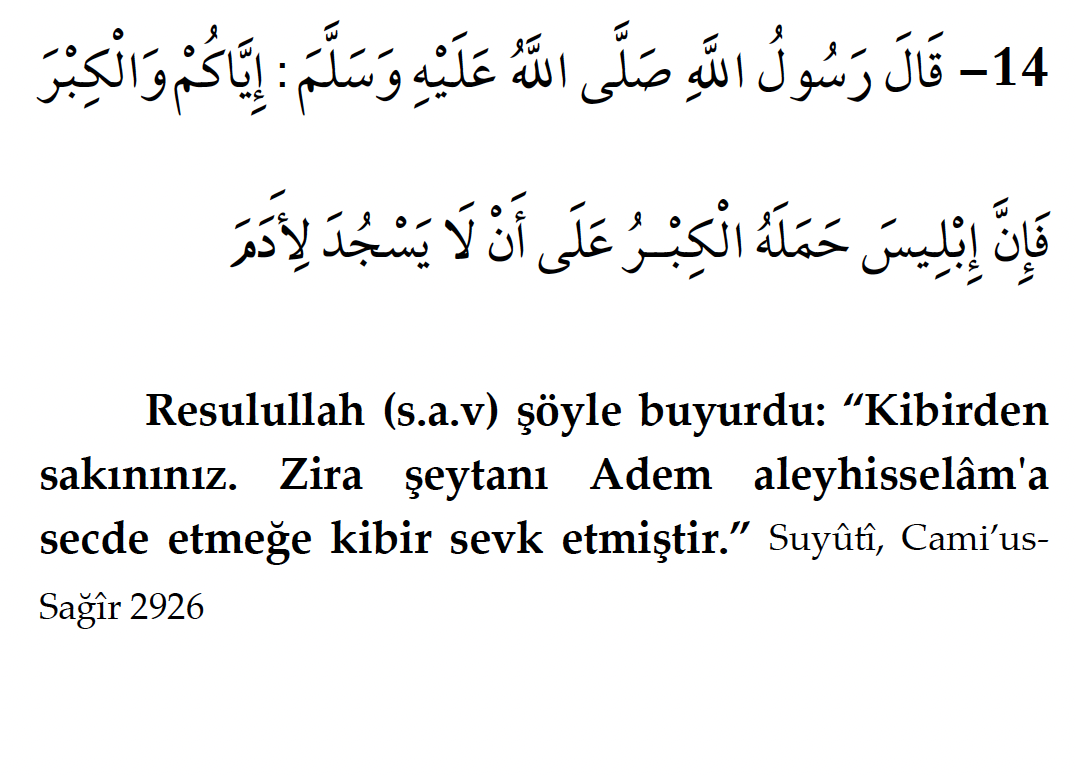 14– قَالَ رَسُولُ اللَّهِ صَلَّى اللَّهُ عَلَيْهِ وَسَلَّمَ : إِيَّاكُمْ وَالْكِبْرَ
فَإِنَّ إِبْلِيسَ حَمَلَهُ الْكِبْـرُ عَلَى أَنْ لَا يَسْجُدَ لِأَدَمَ
Resulullah (s.a.v) şöyle buyurdu: “Kibirden
sakınınız. Zira şeytanı Adem aleyhisselâm'a
secde etmeğe kibir sevk etmiştir.” Suyûtî, Cami’us-
Sağîr 2926